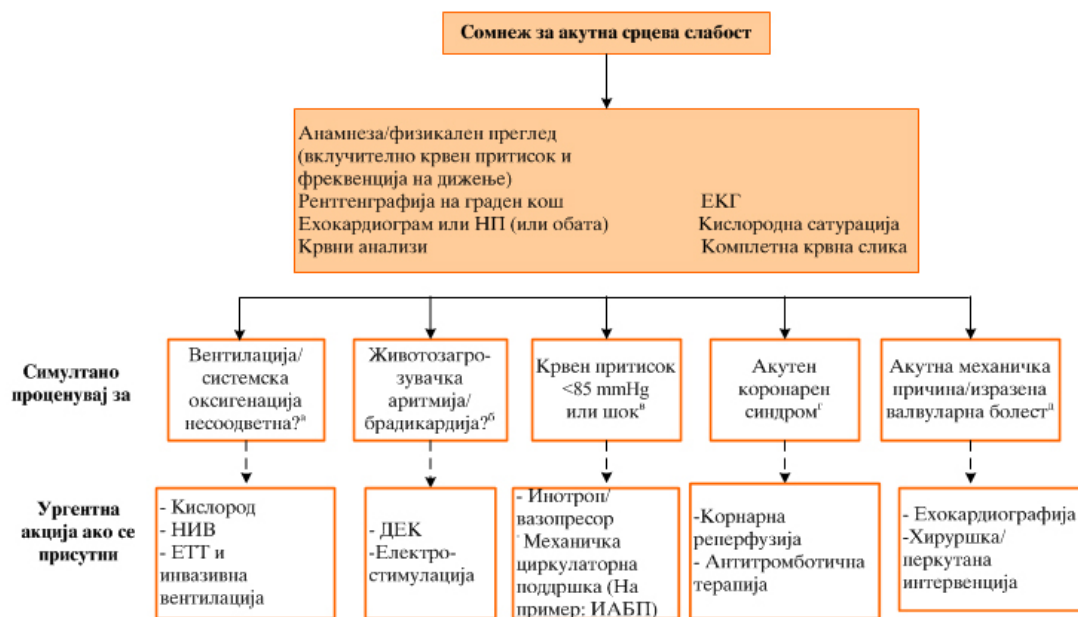 Сомнеж за акутна срцева слабост
Анамнеза/физикален преглед
(вклучително крвен притисок и
фреквенција на дижење)
Рентгенграфија на граден кош ЕКГ
Ехокардиограм или НП (или обата) Кислородна сатурација
Крвни анализи Комплетна крвна слика
Симултано
проценувај за
Вентилација/
системска
оксигенација
несоодветна?ᵃ
Животозагро-
зувачка
аритмија/
брадикардија?ᵇ
Крвен притисок
<85 mmHg
или шокᵛ
Акутен
коронарен
синдромᶢ
Акутна механичка
причина/изразена
валвуларна болестᵈ
Ургентна
акција ако се
присутни
- Кислород
- НИВ
- ЕТТ и
инвазивна
вентилација
- ДЕК
-Електро-
стимулација
- Инотроп/
вазопресор
- Механичка
циркулаторна
поддршка (На
пример: ИАБП)
-Корнарна
реперфузија
- Антитромботична
терапија
- Ехокардиографија
-Хируршка/
перкутана
интервенција